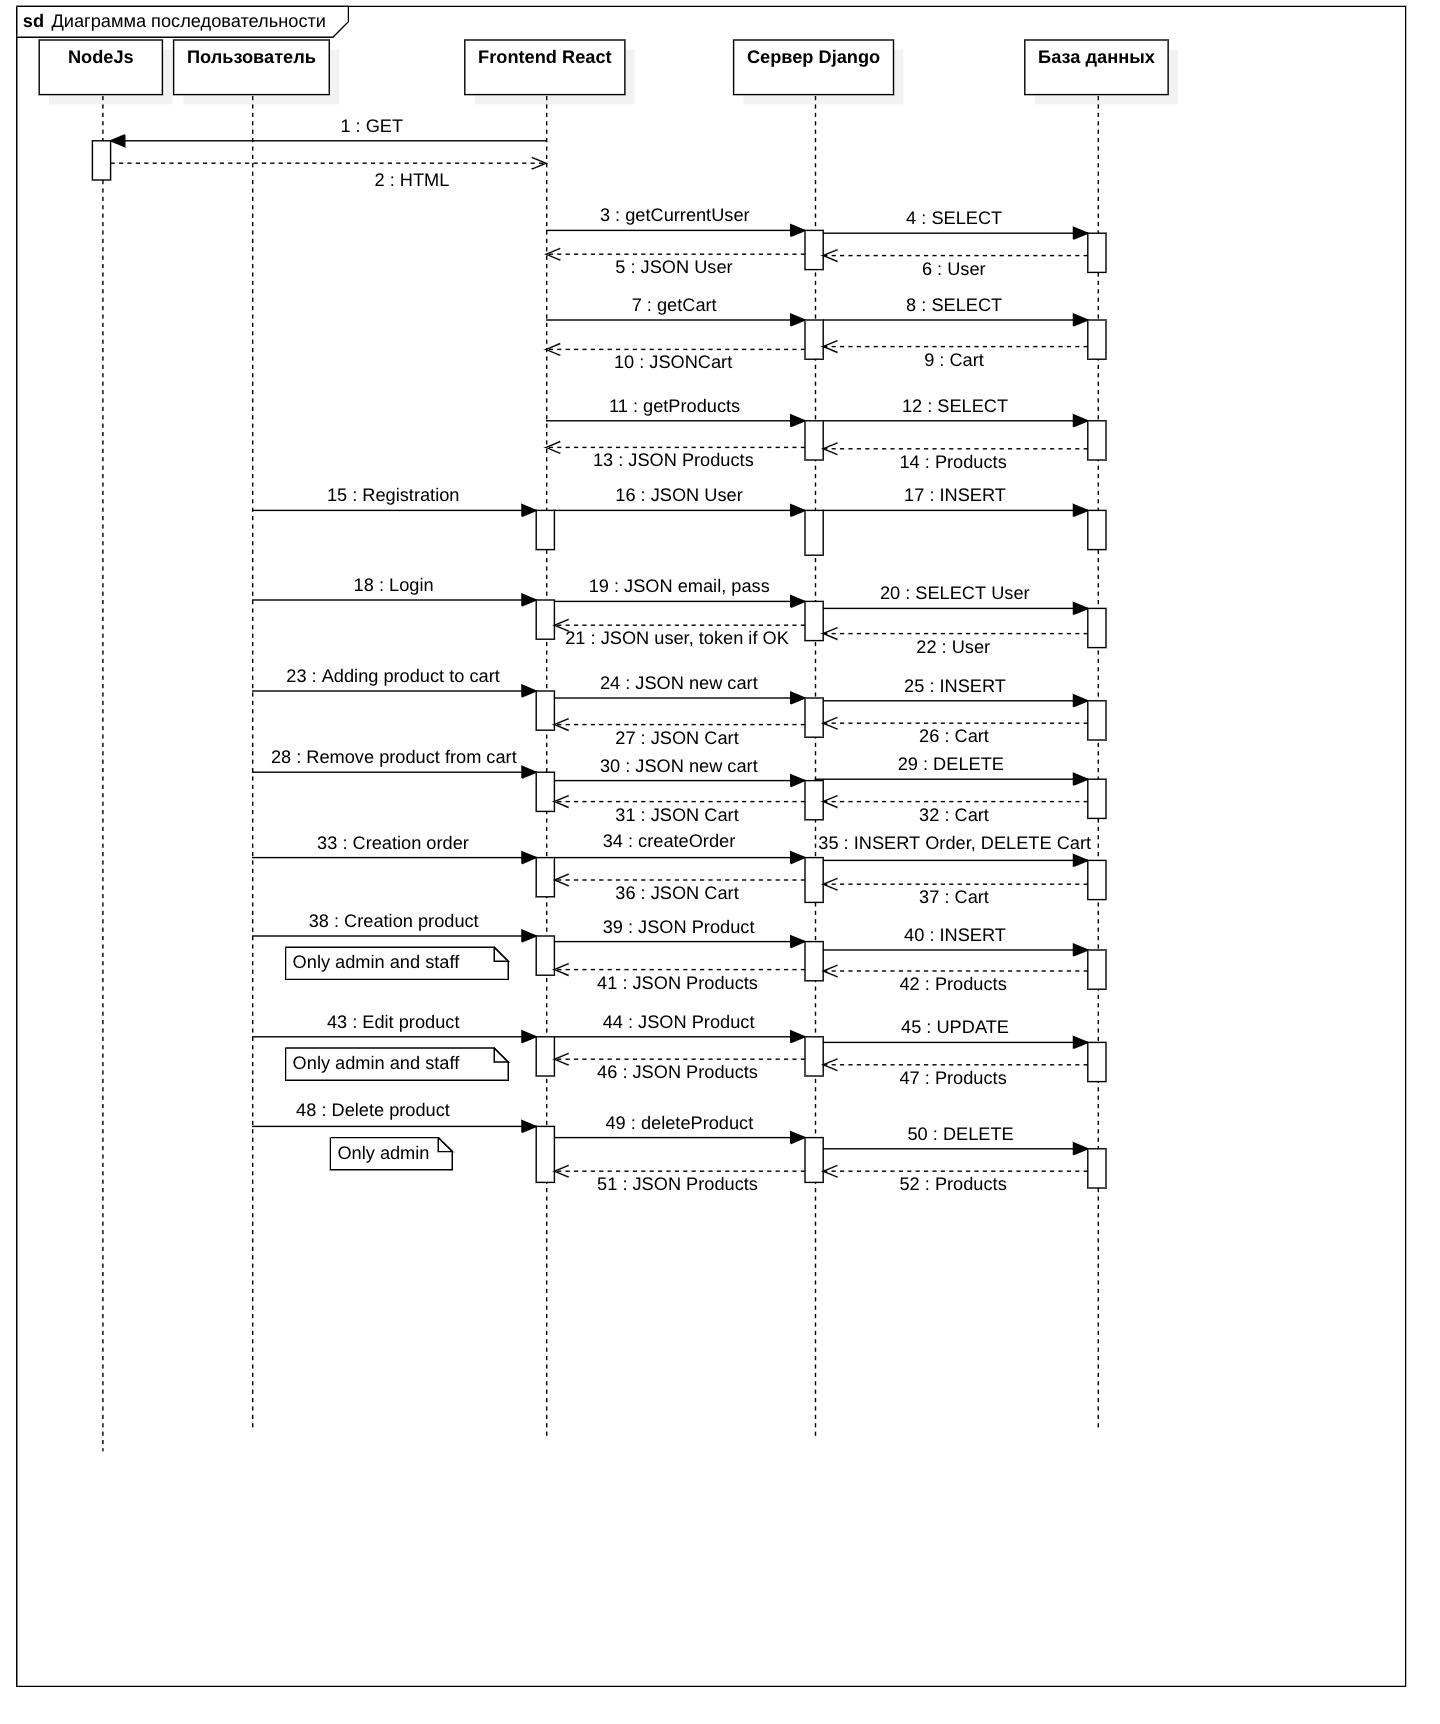 sd Диаграмма последовательности
NodeJs
Пользователь
Frontend React
Сервер Django
База данных
1 : GET
2 : HTML
3 : getCurrentUser
4 : SELECT
5 : JSON User
6 : User
7 : getCart
8 : SELECT
10 : JSONCart
9 : Cart
11 : getProducts
12 : SELECT
13 : JSON Products
14 : Products
15 : Registration
16 : JSON User
17 : INSERT
18 : Login
19 : JSON email, pass
20 : SELECT User
21 : JSON user, token if OK
22 : User
23 : Adding product to cart
24 : JSON new cart
25 : INSERT
27 : JSON Cart
26 : Cart
28 : Remove product from cart
30 : JSON new cart
29 : DELETE
31 : JSON Cart
32 : Cart
33 : Creation order
34 : createOrder
35 : INSERT Order, DELETE Cart
36 : JSON Cart
37 : Cart
38 : Creation product
39 : JSON Product
40 : INSERT
Only admin and staff
41 : JSON Products
42 : Products
43 : Edit product
44 : JSON Product
45 : UPDATE
Only admin and staff
46 : JSON Products
47 : Products
48 : Delete product
49 : deleteProduct
50 : DELETE
Only admin
51 : JSON Products
52 : Products